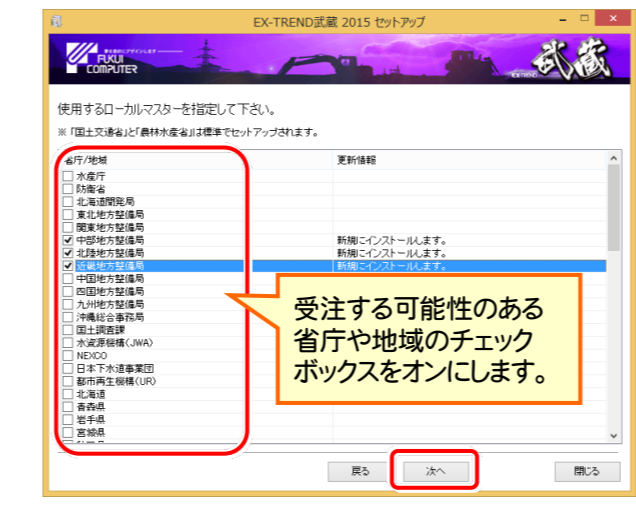 EX-TREND武蔵 2015 セットアップ
FUKUI
COMPUTER
EX-TREND
武蔵
使用するローカルマスターを指定して下さい。
※「国土交通省」と「農林水産省」は標準でセットアップされます。
省庁/地域 更新情報
水産庁
防衛省
北海道開発局
東北地方整備局
関東地方整備局
中部地方整備局 新規にインストールします。
北陸地方整備局 新規にインストールします。
近畿地方整備局 新規にインストールします。
中国地方整備局
四国地方整備局
九州地方整備局
沖縄総合事務局
国土調査課
水資源機構(JWA)
NEXCO
日本下水道事業団
都市再生機構(UR)
北海道
青森県
岩手県
宮城県
受注する可能性のある
省庁や地域のチェック
ボックスをオンにします。
戻る 次へ 閉じる